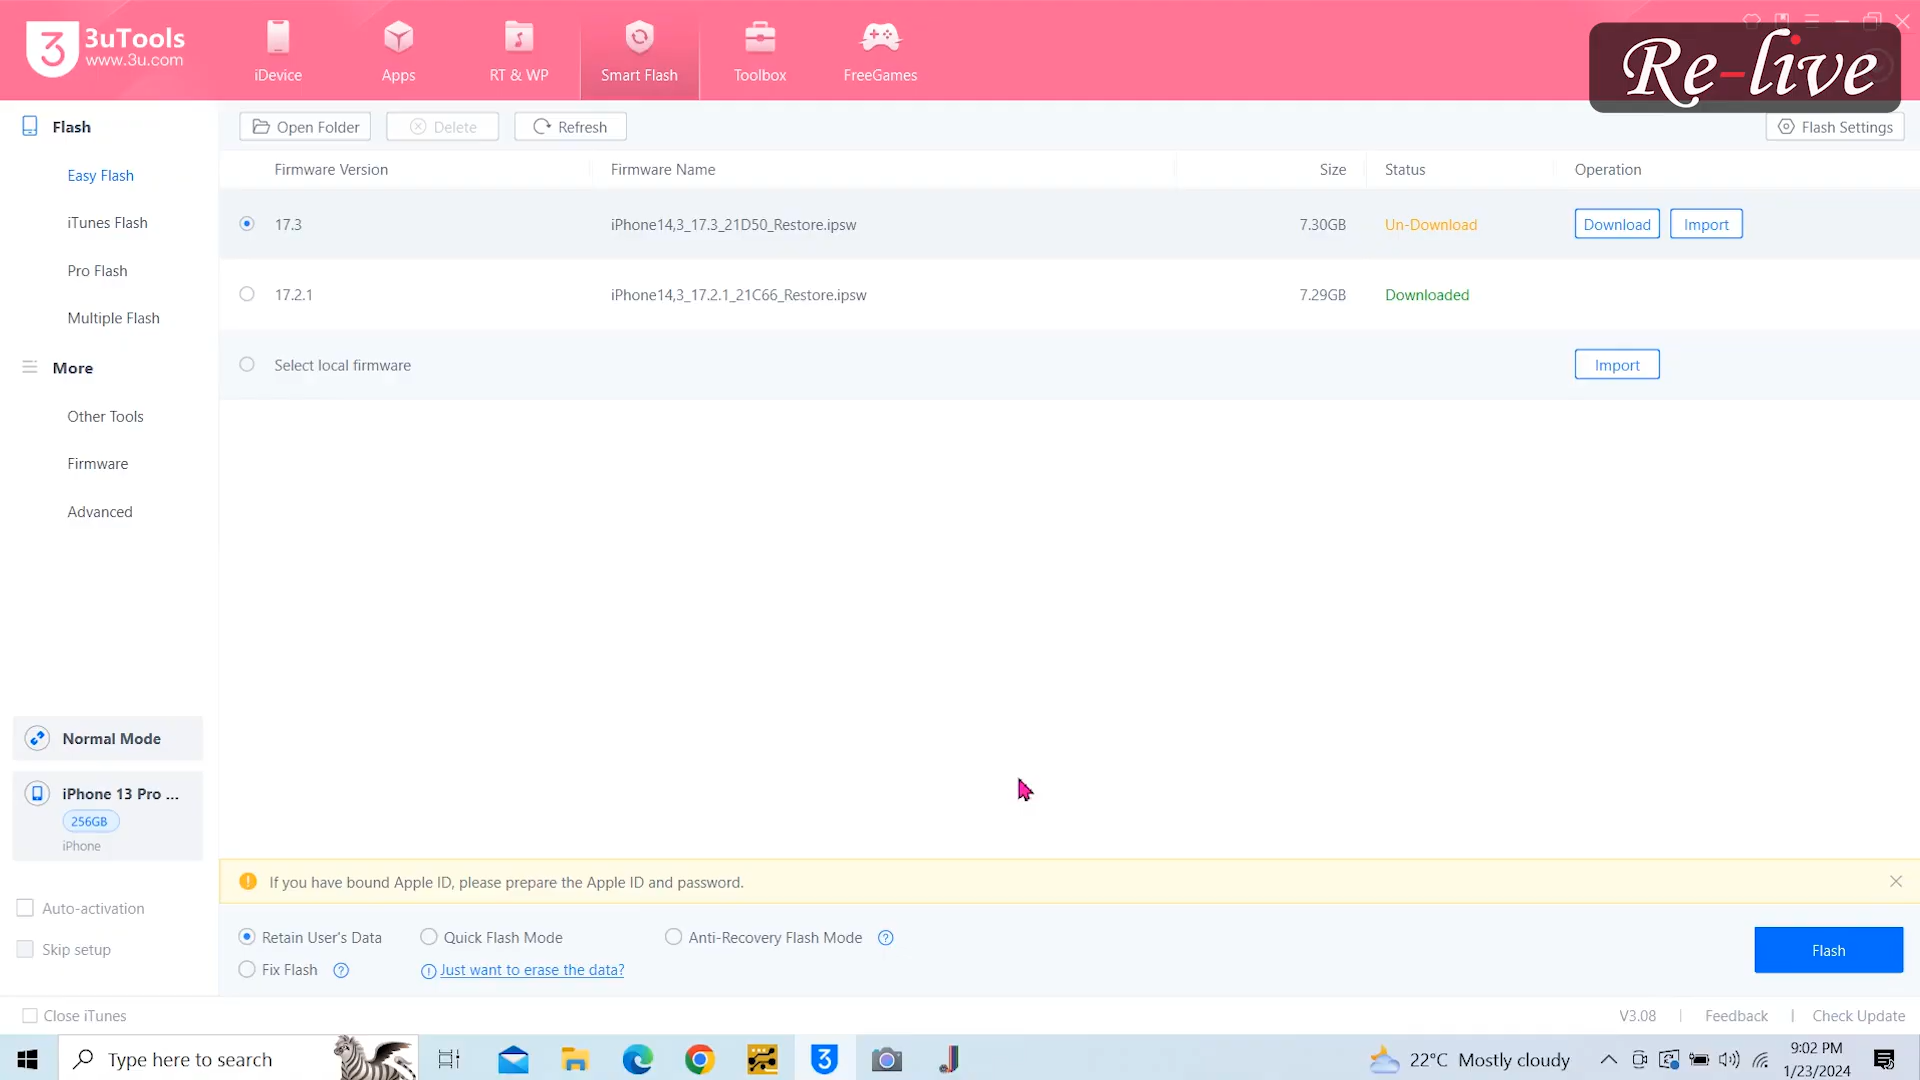 3uTools
www.3u.com
iDevice
Apps
RT & WP
Smart Flash
Toolbox
FreeGames
Re-live
Flash
Easy Flash
iTunes Flash
Pro Flash
Multiple Flash
More
Other Tools
Firmware
Advanced
Open Folder
Delete
Refresh
Flash Settings
Firmware Version Firmware Name Size Status Operation
17.3 iPhone14,3_17.3_21D50_Restore.ipsw 7.30GB Un-Download Download Import
17.2.1 iPhone14,3_17.2.1_21C66_Restore.ipsw 7.29GB Downloaded
Select local firmware Import
Normal Mode
iPhone 13 Pro ...
256GB
iPhone
Auto-activation
Skip setup
If you have bound Apple ID, please prepare the Apple ID and password.
Retain User's Data Quick Flash Mode Anti-Recovery Flash Mode
Fix Flash Just want to erase the data?
Flash
Close iTunes
V3.08 Feedback Check Update
Type here to search
22°C Mostly cloudy
9:02 PM
1/23/2024